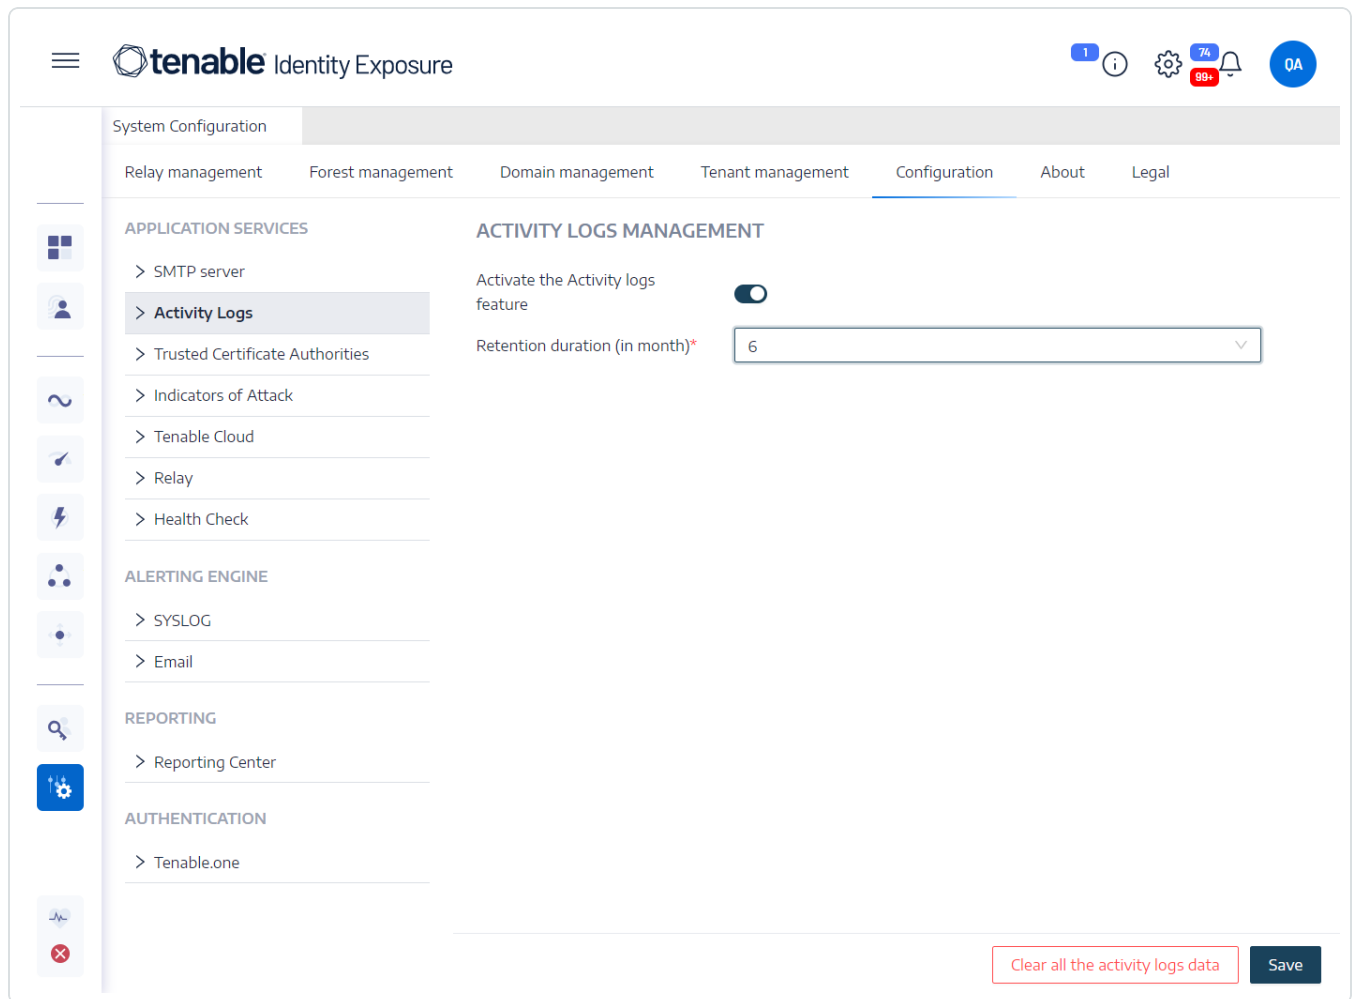 tenable Identity Exposure
1
74
99+
QA
System Configuration
Relay management Forest management Domain management Tenant management Configuration About Legal
APPLICATION SERVICES
SMTP server
Activity Logs
Trusted Certificate Authorities
Indicators of Attack
Tenable Cloud
Relay
Health Check
ALERTING ENGINE
SYSLOG
Email
REPORTING
Reporting Center
AUTHENTICATION
Tenable.one
ACTIVITY LOGS MANAGEMENT
Activate the Activity logs
feature
Retention duration (in month)*
6
Clear all the activity logs data
Save